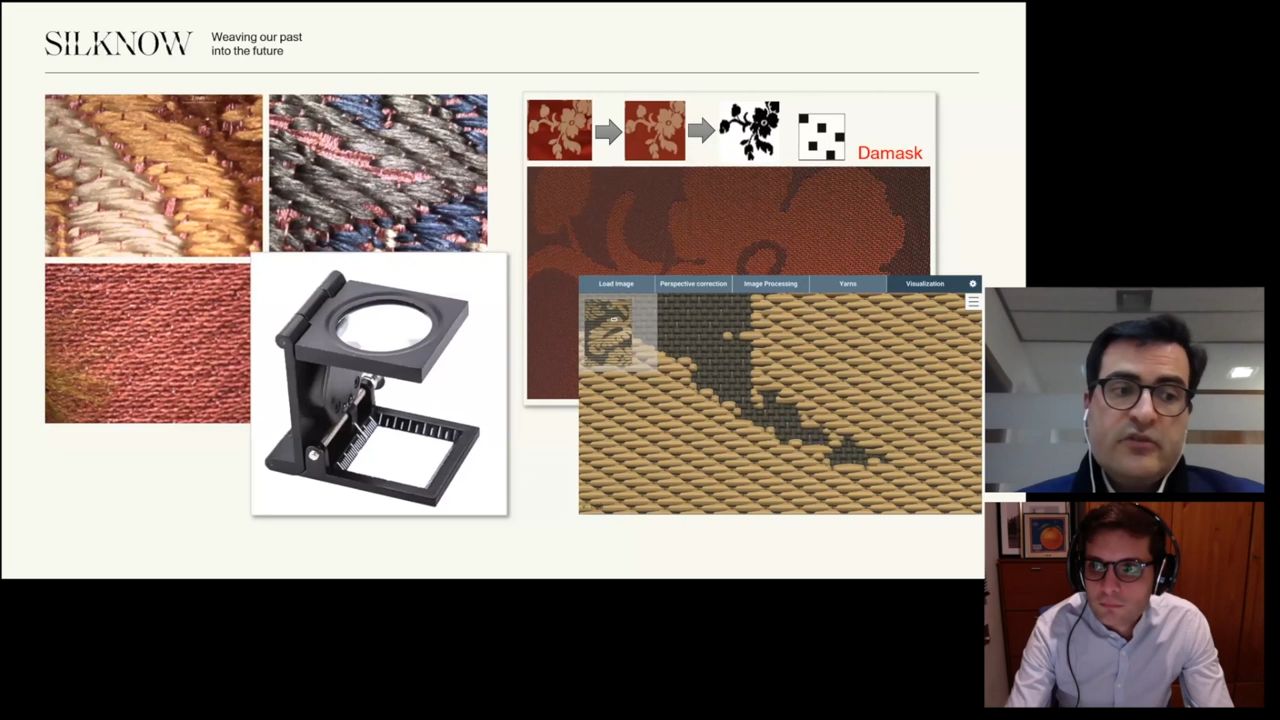 SILKNOW
Weaving our past
into the future
Damask
Load Image
Perspective correction
Image Processing
Yarns
Visualization